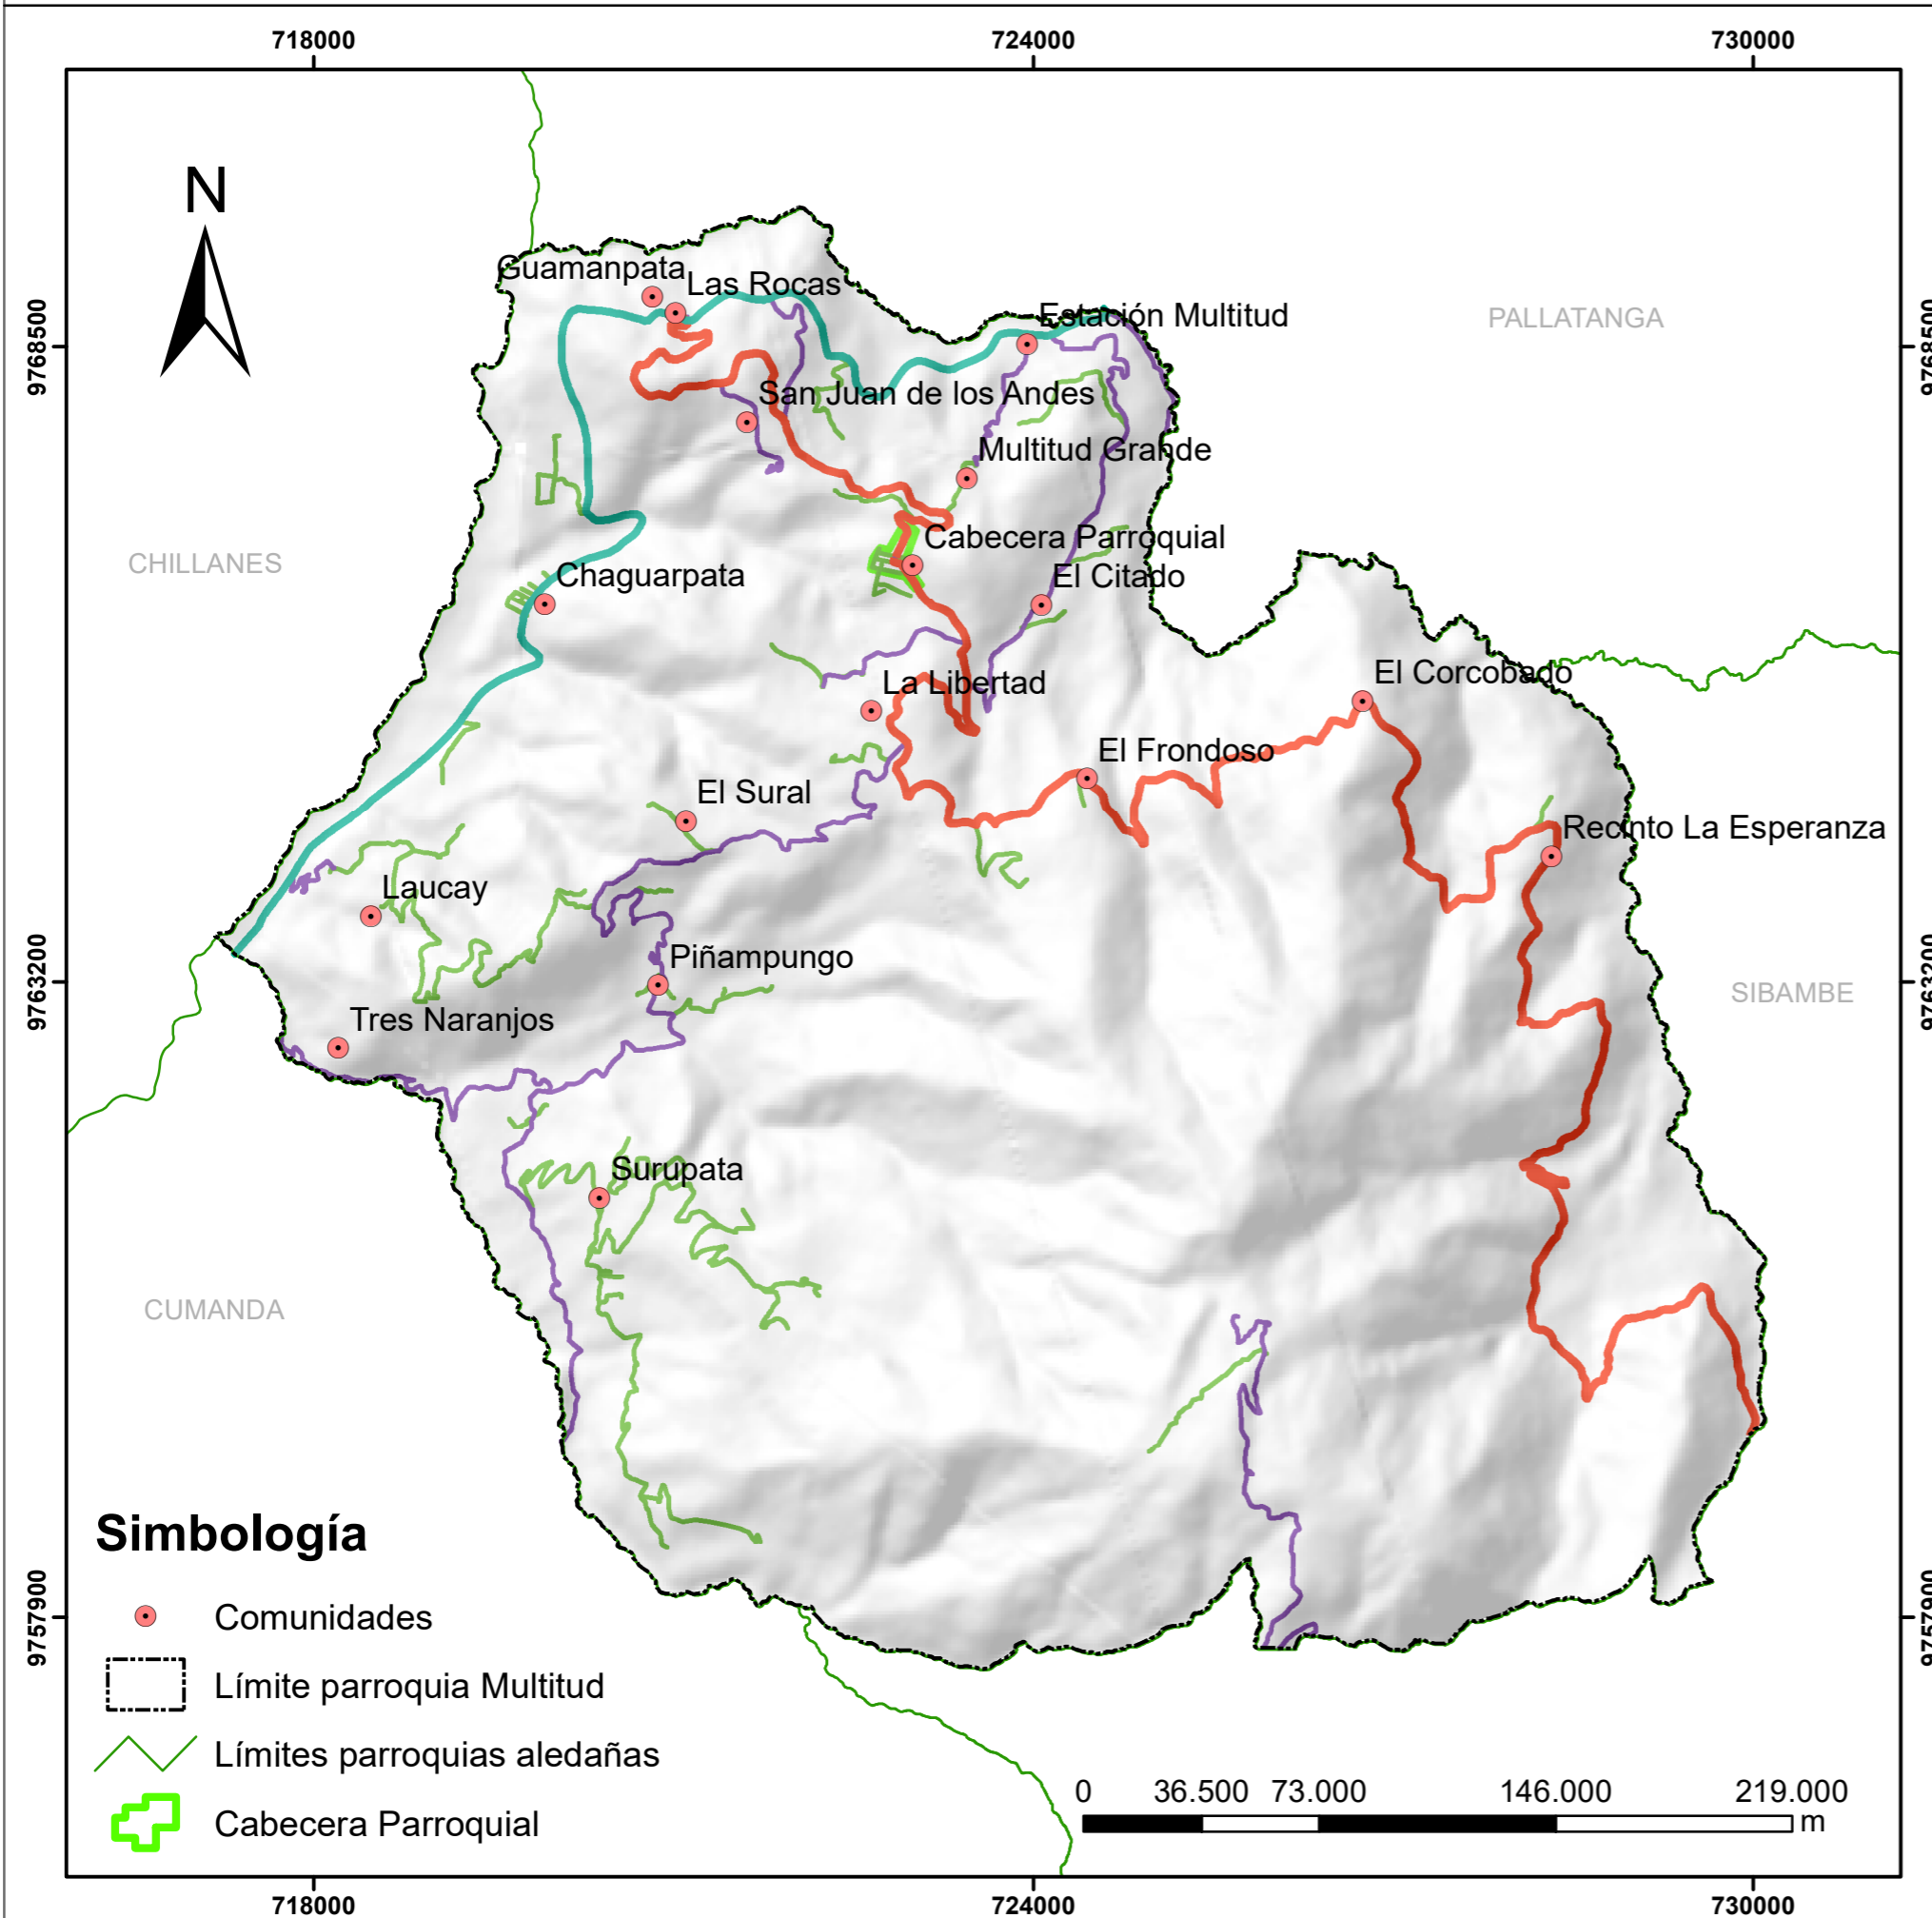 718000
724000
730000
N
Guamanpata
Las Rocas
Estación Multitud
PALLATANGA
9768500
9768500
San Juan de los Andes
Multitud Grande
Cabecera Parroquial
CHILLANES
Chaguarpata
El Citado
El Corcobado
La Libertad
El Frondoso
El Sural
Recinto La Esperanza
Laucay
Piñampungo
9763200
9763200
SIBAMBE
Tres Naranjos
Surupata
CUMANDA
Simbología
Comunidades
9757900
9757900
Límite parroquia Multitud
Límites parroquias aledañas
Cabecera Parroquial
0 36.500 73.000 146.000 219.000
m
718000
724000
730000